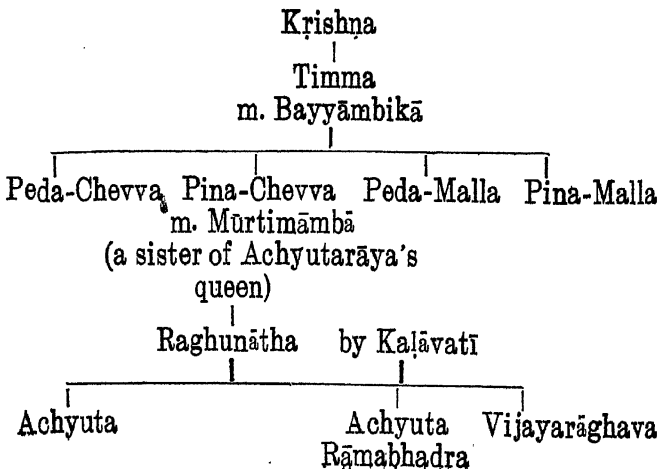 Kṛishṇa
Timma
m. Bayyāmbikā
Peda-Chevva Pina-Chevva Peda-Malla Pina-Malla
m. Mūrtimāmbā
(a sister of Achyutarāya's
queen)
Raghunātha by Kaḷāvatī
Achyuta Achyuta Vijayarāghava
Rāmabhadra